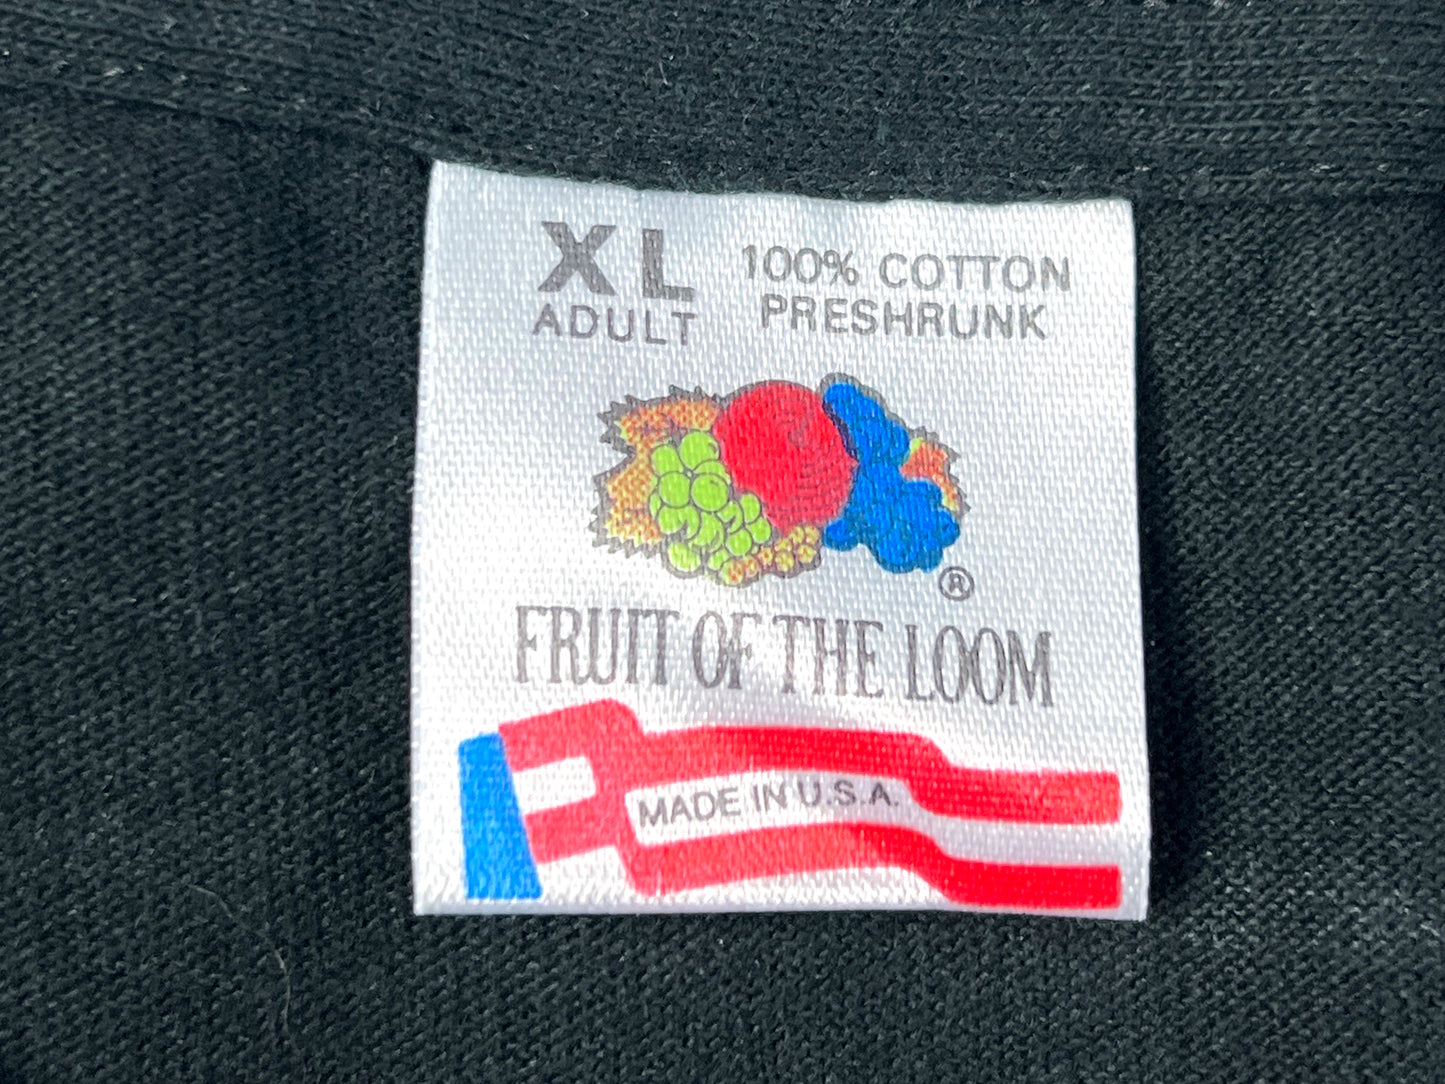 XL
ADULT
100% COTTON
PRESHRUNK
®
FRUIT OF THE LOOM
MADE IN U.S.A.